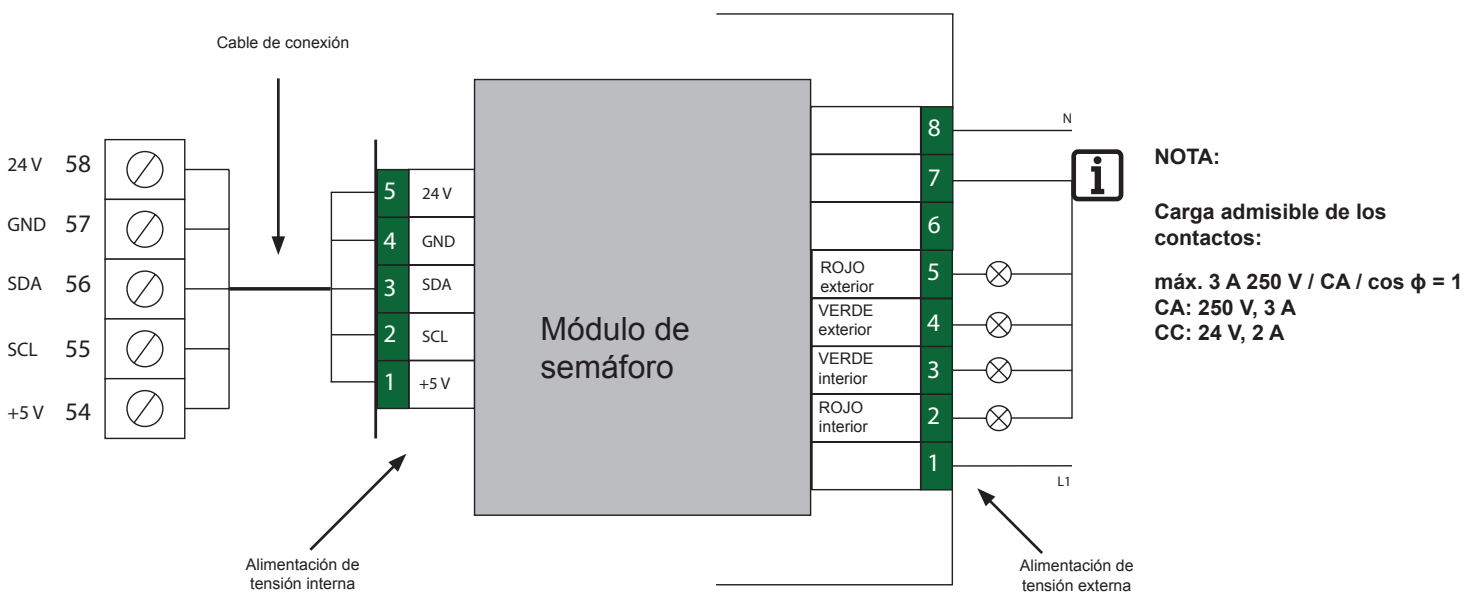 Cable de conexión
24 V 58
GND 57
SDA 56
SCL 55
+5 V 54
5 24 V
4 GND
3 SDA
2 SCL
1 +5 V
Módulo de
semáforo
8
7
6
ROJO
exterior
5
VERDE
exterior
4
VERDE
interior
3
ROJO
interior
2
1
N
L1
Alimentación de
tensión interna
Alimentación de
tensión externa
i
NOTA:
Carga admisible de los
contactos:
máx. 3 A 250 V / CA / cos ϕ = 1
CA: 250 V, 3 A
CC: 24 V, 2 A